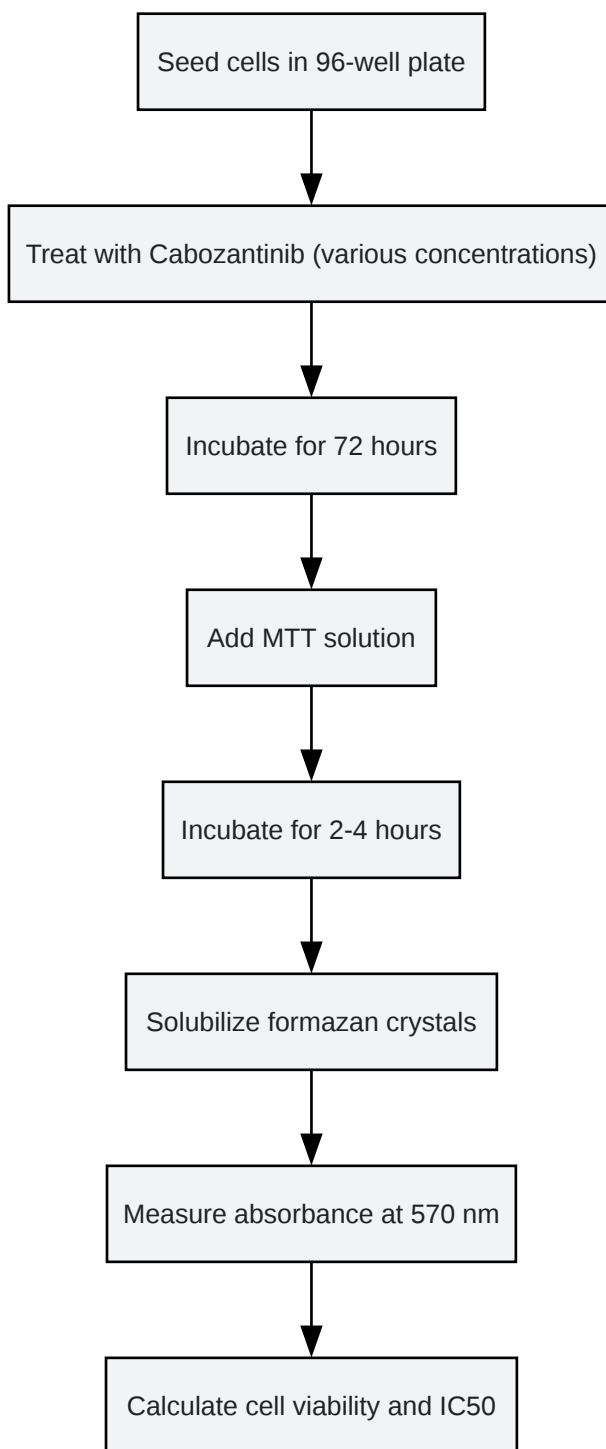 Seed cells in 96-well plate
Treat with Cabozantinib (various concentrations)
Incubate for 72 hours
Add MTT solution
Incubate for 2-4 hours
Solubilize formazan crystals
Measure absorbance at 570 nm
Calculate cell viability and IC50